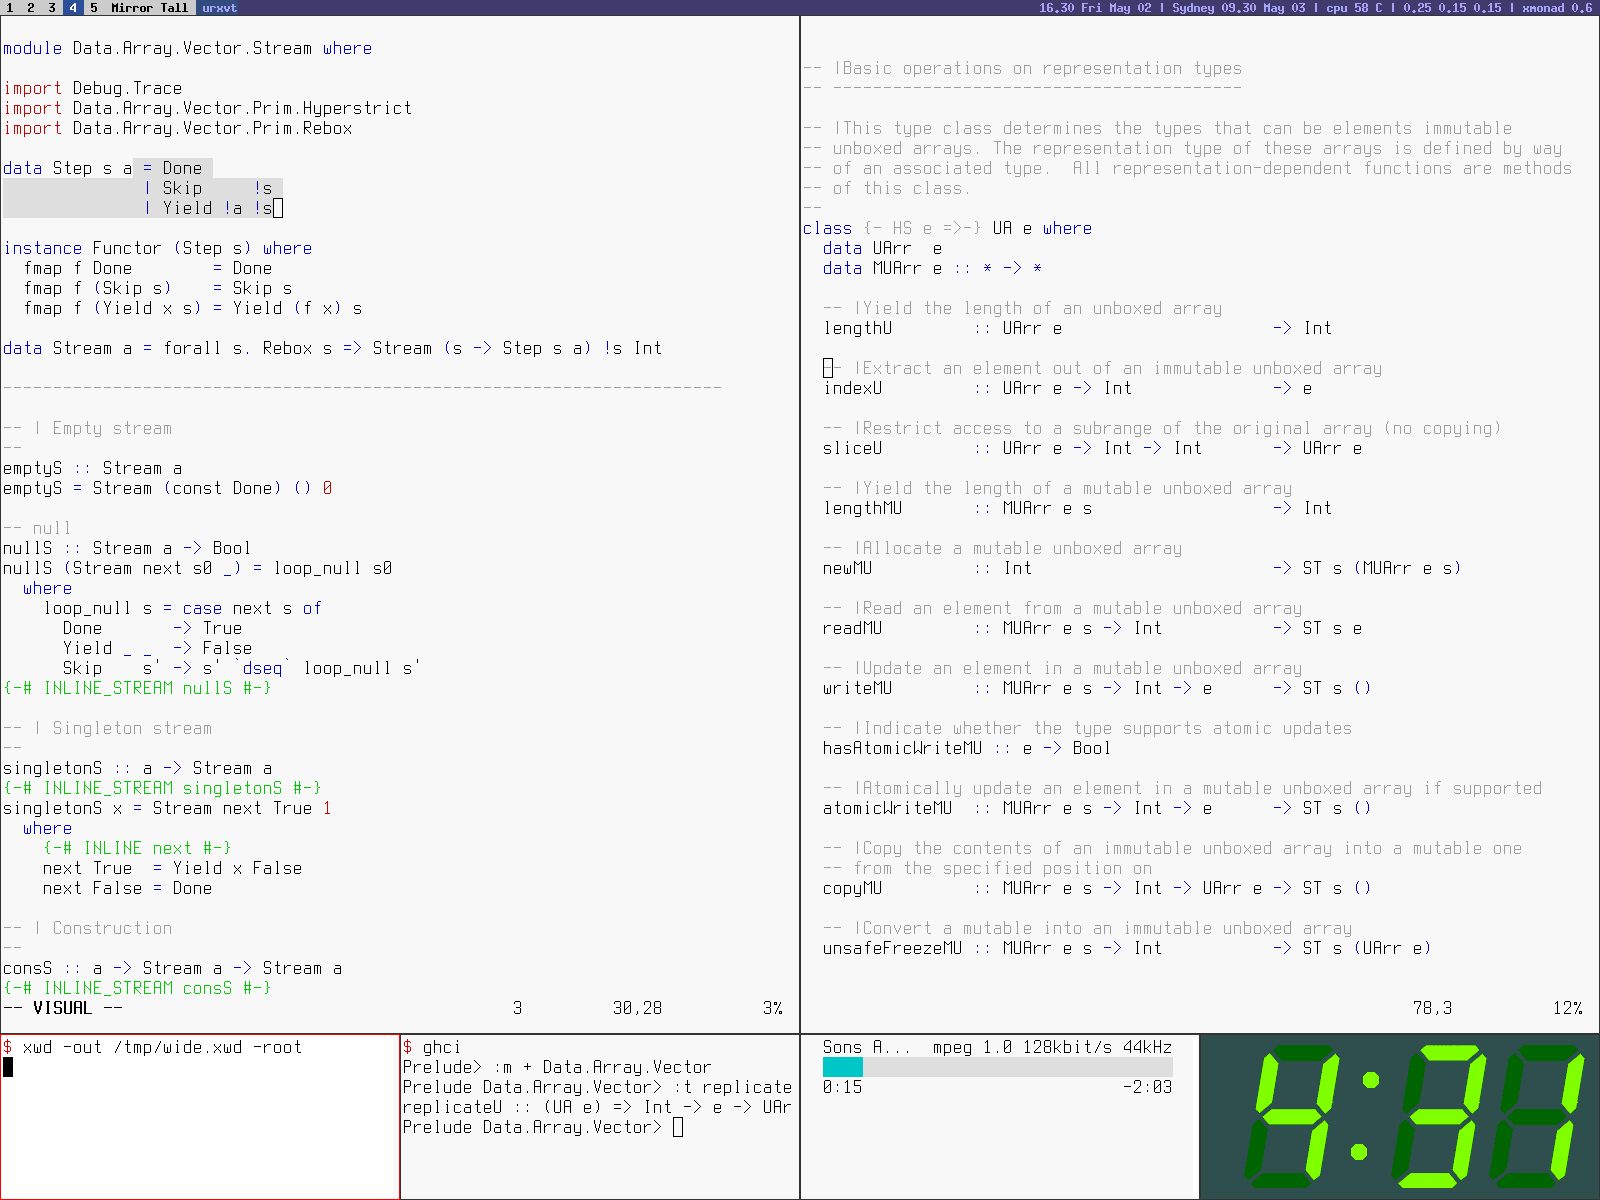 1 2 3 4 5 Mirror Tall urxvt 16.30 Fri May 02 | Sydney 09.30 May 03 | cpu 58 C | 0.25 0.15 0.15 | xmonad 0.6
module Data.Array.Vector.Stream where
import Debug.Trace
import Data.Array.Vector.Prim.Hyperstrict
import Data.Array.Vector.Prim.Rebox
data Step s a = Done
| Skip !s
| Yield !a !s
instance Functor (Step s) where
fmap f Done = Done
fmap f (Skip s) = Skip s
fmap f (Yield x s) = Yield (f x) s
data Stream a = forall s. Rebox s => Stream (s -> Step s a) !s Int
------------------------------------------------------------------------
-- | Empty stream
--
emptyS :: Stream a
emptyS = Stream (const Done) () 0
-- null
nullS :: Stream a -> Bool
nullS (Stream next s0 _) = loop_null s0
where
loop_null s = case next s of
Done -> True
Yield _ _ -> False
Skip s' -> s' `dseq` loop_null s'
{-# INLINE_STREAM nullS #-}
-- | Singleton stream
--
singletonS :: a -> Stream a
{-# INLINE_STREAM singletonS #-}
singletonS x = Stream next True 1
where
{-# INLINE next #-}
next True = Yield x False
next False = Done
-- | Construction
--
consS :: a -> Stream a -> Stream a
{-# INLINE_STREAM consS #-}
-- VISUAL -- 3 30,28 3%
-- |Basic operations on representation types
-- -----------------------------------------
-- |This type class determines the types that can be elements immutable
-- unboxed arrays. The representation type of these arrays is defined by way
-- of an associated type.  All representation-dependent functions are methods
-- of this class.
--
class {- HS e =>-} UA e where
data UArr e
data MUArr e :: * -> *
-- |Yield the length of an unboxed array
lengthU :: UArr e -> Int
-- |Extract an element out of an immutable unboxed array
indexU :: UArr e -> Int -> e
-- |Restrict access to a subrange of the original array (no copying)
sliceU :: UArr e -> Int -> Int -> UArr e
-- |Yield the length of a mutable unboxed array
lengthMU :: MUArr e s -> Int
-- |Allocate a mutable unboxed array
newMU :: Int -> ST s (MUArr e s)
-- |Read an element from a mutable unboxed array
readMU :: MUArr e s -> Int -> ST s e
-- |Update an element in a mutable unboxed array
writeMU :: MUArr e s -> Int -> e -> ST s ()
-- |Indicate whether the type supports atomic updates
hasAtomicWriteMU :: e -> Bool
-- |Atomically update an element in a mutable unboxed array if supported
atomicWriteMU :: MUArr e s -> Int -> e -> ST s ()
-- |Copy the contents of an immutable unboxed array into a mutable one
-- from the specified position on
copyMU :: MUArr e s -> Int -> UArr e -> ST s ()
-- |Convert a mutable into an immutable unboxed array
unsafeFreezeMU :: MUArr e s -> Int -> ST s (UArr e)
78,3 12%
$ xwd -out /tmp/wide.xwd -root
$ ghci
Prelude> :m + Data.Array.Vector
Prelude Data.Array.Vector> :t replicate
replicateU :: (UA e) => Int -> e -> UAr
Prelude Data.Array.Vector>
Sons A... mpeg 1.0 128kbit/s 44kHz
0:15 -2:03
4:31